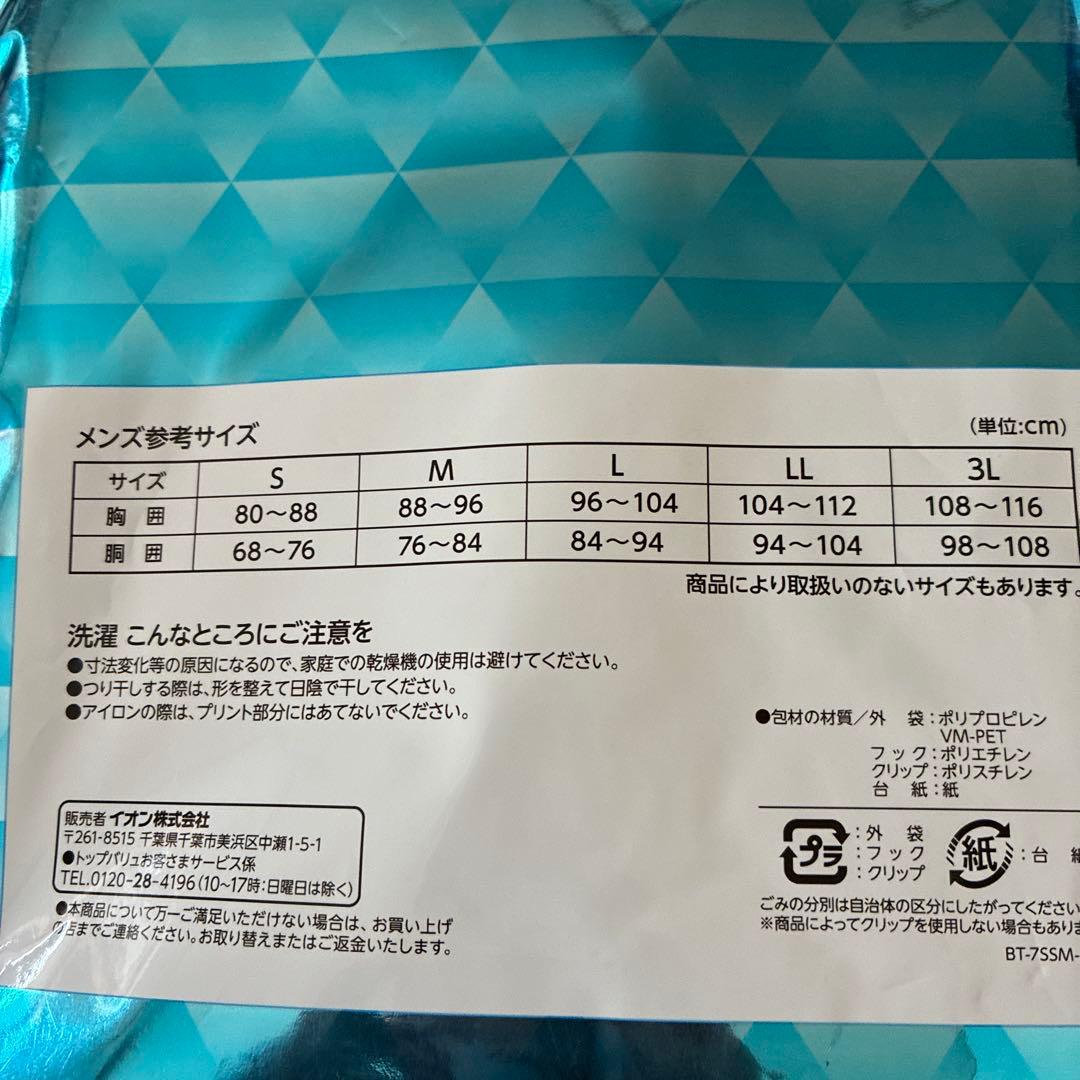 メンズ参考サイズ
(単位:cm)
サイズ S M L LL 3L
胸 囲 80〜88 88〜96 96〜104 104〜112 108〜116
胴 囲 68〜76 76〜84 84〜94 94〜104 98〜108
商品により取扱いのないサイズもあります。
洗濯 こんなところにご注意を
●寸法変化等の原因になるので、家庭での乾燥機の使用は避けてください。
●つり干しする際は、形を整えて日陰で干してください。
●アイロンの際は、プリント部分にはあてないでください。
●包材の材質/外 袋:ポリプロピレン
VM-PET
フック:ポリエチレン
クリップ:ポリスチレン
台 紙:紙
プラ
:外 袋
:フック
:クリップ
紙
:台 紙
ごみの分別は自治体の区分にしたがってください
※商品によってクリップを使用しない場合もありま
BT-7SSM-
販売者 イオン株式会社
〒261-8515 千葉県千葉市美浜区中瀬1-5-1
●トップバリュお客さまサービス係
TEL.0120-28-4196(10〜17時:日曜日は除く)
●本商品について万一ご満足いただけない場合は、お買い上げ
の店までご連絡ください。お取り替えまたはご返金いたします。